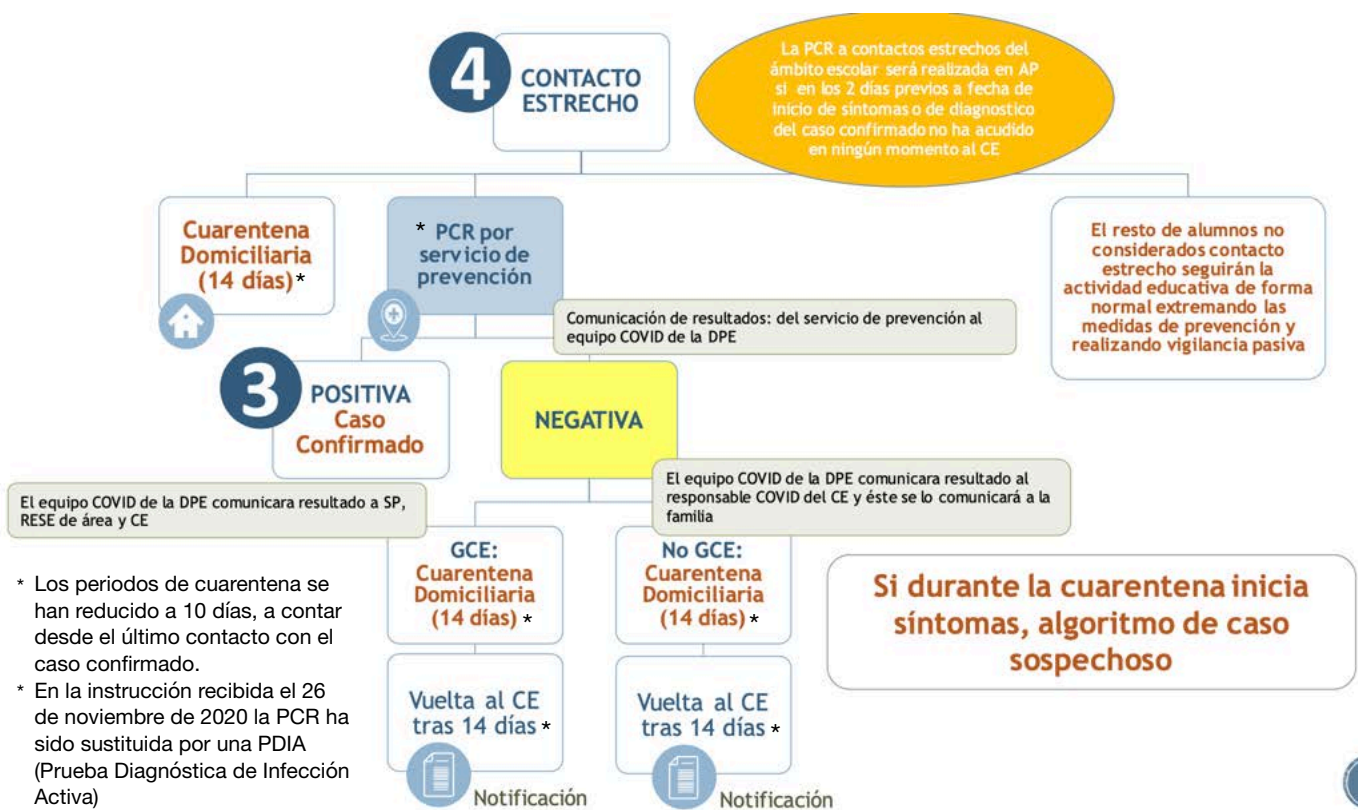 4
CONTACTO
ESTRECHO
La PCR a contactos estrechos del
ámbito escolar será realizada en AP
si en los 2 días previos a fecha de
inicio de síntomas o de diagnostico
del caso confirmado no ha acudido
en ningún momento al CE
Cuarentena
Domiciliaria
(14 días) *
* PCR por
servicio de
prevención
El resto de alumnos no
considerados contacto
estrecho seguirán la
actividad educativa de forma
normal extremando las
medidas de prevención y
realizando vigilancia pasiva
Comunicación de resultados: del servicio de prevención al
equipo COVID de la DPE
3
POSITIVA
Caso
Confirmado
NEGATIVA
El equipo COVID de la DPE comunicara resultado a SP,
RESE de área y CE
El equipo COVID de la DPE comunicara resultado al
responsable COVID del CE y éste se lo comunicará a la
familia
GCE:
Cuarentena
Domiciliaria
(14 días) *
No GCE:
Cuarentena
Domiciliaria
(14 días) *
Vuelta al CE
tras 14 días *
Notificación
Vuelta al CE
tras 14 días *
Notificación
Si durante la cuarentena inicia
síntomas, algoritmo de caso
sospechoso
* Los periodos de cuarentena se
han reducido a 10 días, a contar
desde el último contacto con el
caso confirmado.
* En la instrucción recibida el 26
de noviembre de 2020 la PCR ha
sido sustituida por una PDIA
(Prueba Diagnóstica de Infección
Activa)